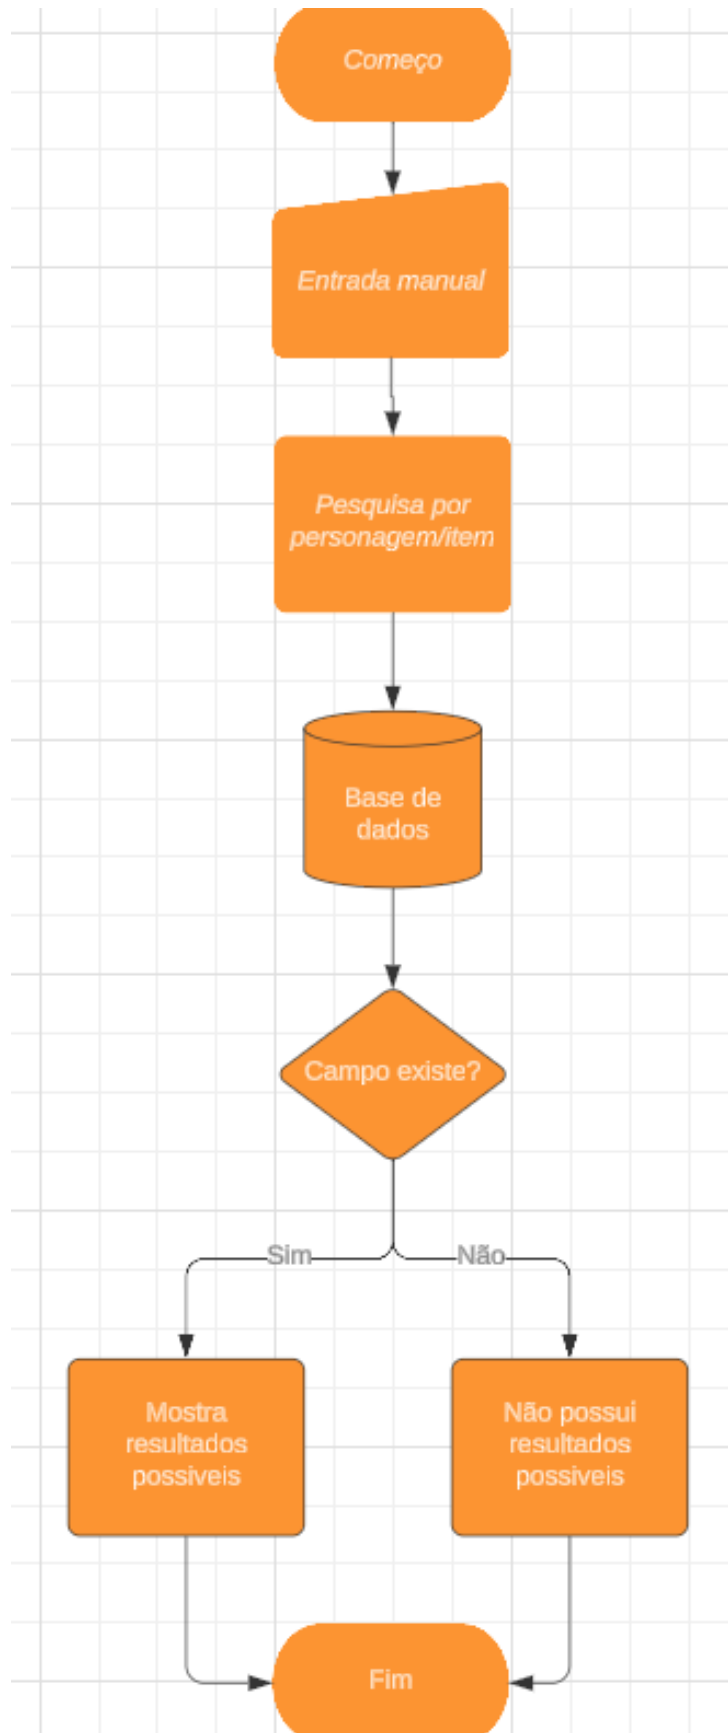 Começo
Entrada manual
Pesquisa por
personagem/item
Base de
dados
Campo existe?
Sim
Não
Mostra
resultados
possiveis
Não possui
resultados
possiveis
Fim